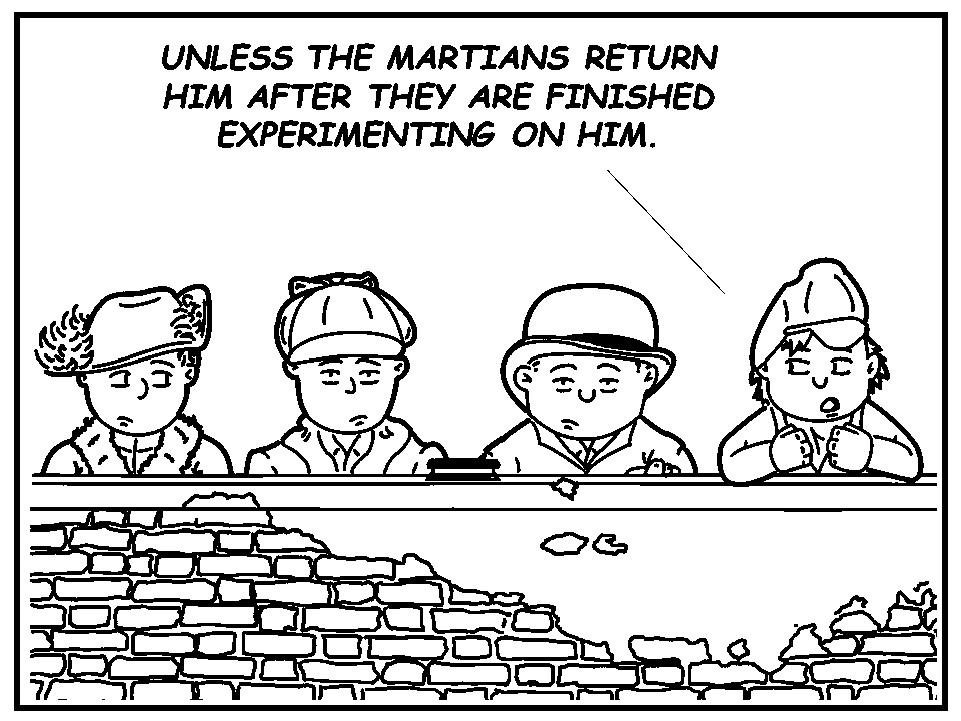 UNLESS THE MARTIANS RETURN
HIM AFTER THEY ARE FINISHED
EXPERIMENTING ON HIM.